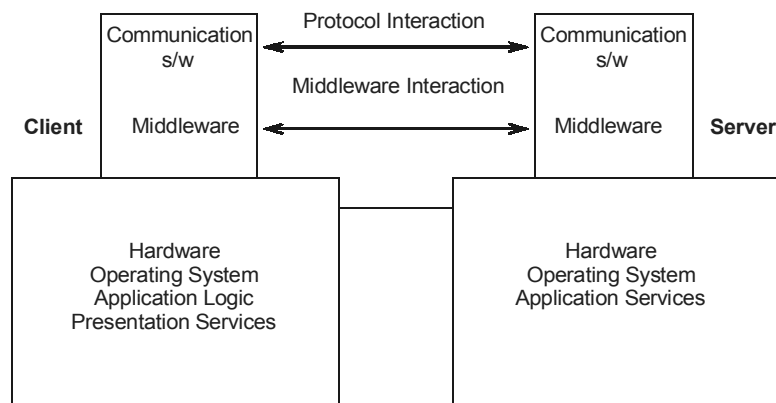 Communication
s/w
Protocol Interaction
Communication
s/w
Middleware Interaction
Client
Middleware
Middleware
Server
Hardware
Operating System
Application Logic
Presentation Services
Hardware
Operating System
Application Services